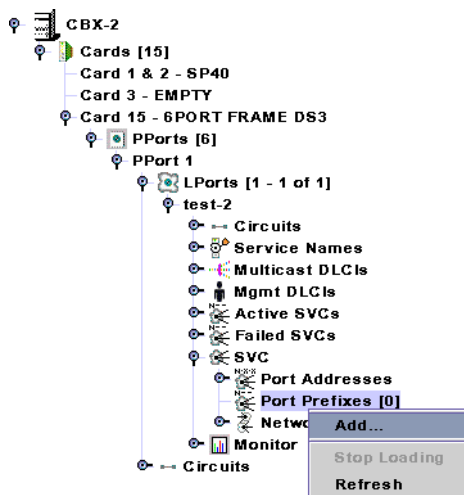 CBX-2
Cards [15]
Card 1 & 2 - SP40
Card 3 - EMPTY
Card 15 - 6PORT FRAME DS3
PPorts [6]
PPort 1
LPorts [1 - 1 of 1]
test-2
Circuits
Service Names
Multicast DLCIs
Mgmt DLCIs
Active SVCs
Failed SVCs
SVC
Port Addresses
Port Prefixes [0]
Netwo
Add...
Stop Loading
Refresh
Monitor
Circuits